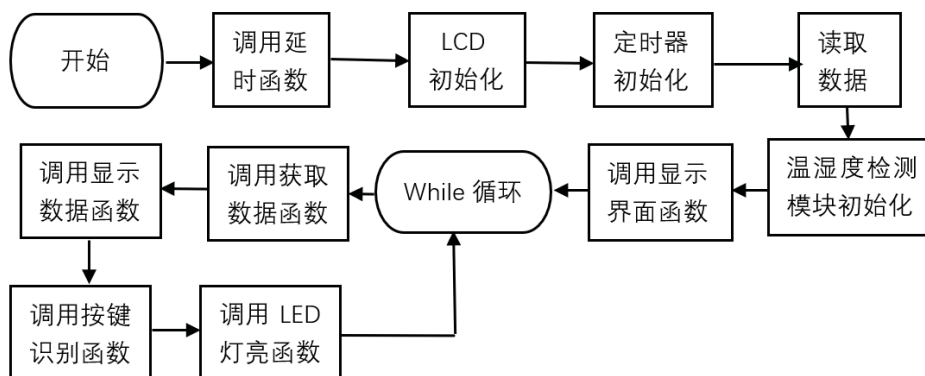 开始
调用延
时函数
LCD
初始化
定时器
初始化
读取
数据
调用显示
数据函数
调用获取
数据函数
While 循环
调用显示
界面函数
温湿度检测
模块初始化
调用按键
识别函数
调用 LED
灯亮函数